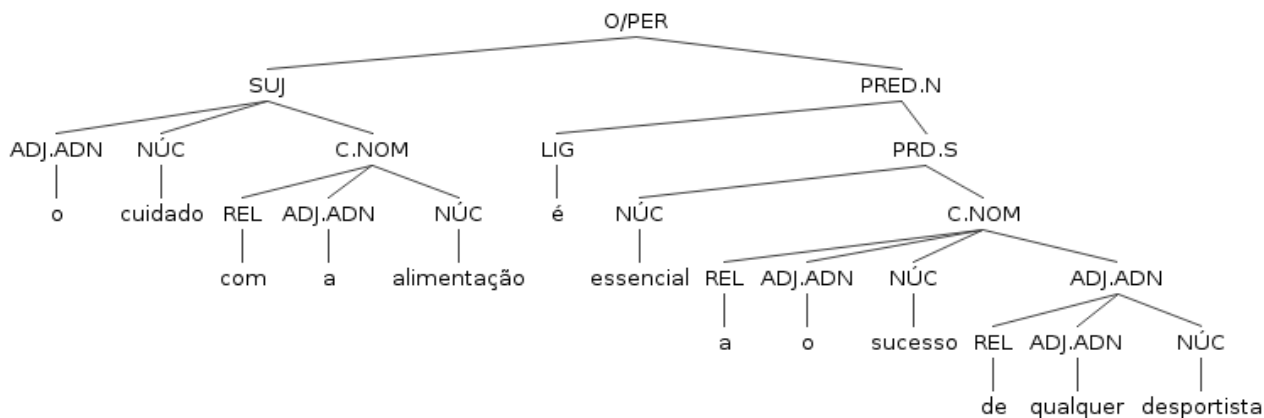 O/PER
SUJ PRED.N
ADJ.ADN NÚC C.NOM LIG PRD.S
o cuidado REL ADJ.ADN NÚC é NÚC C.NOM
com a alimentação essencial REL ADJ.ADN NÚC ADJ.ADN
a o sucesso REL ADJ.ADN NÚC
de qualquer desportista